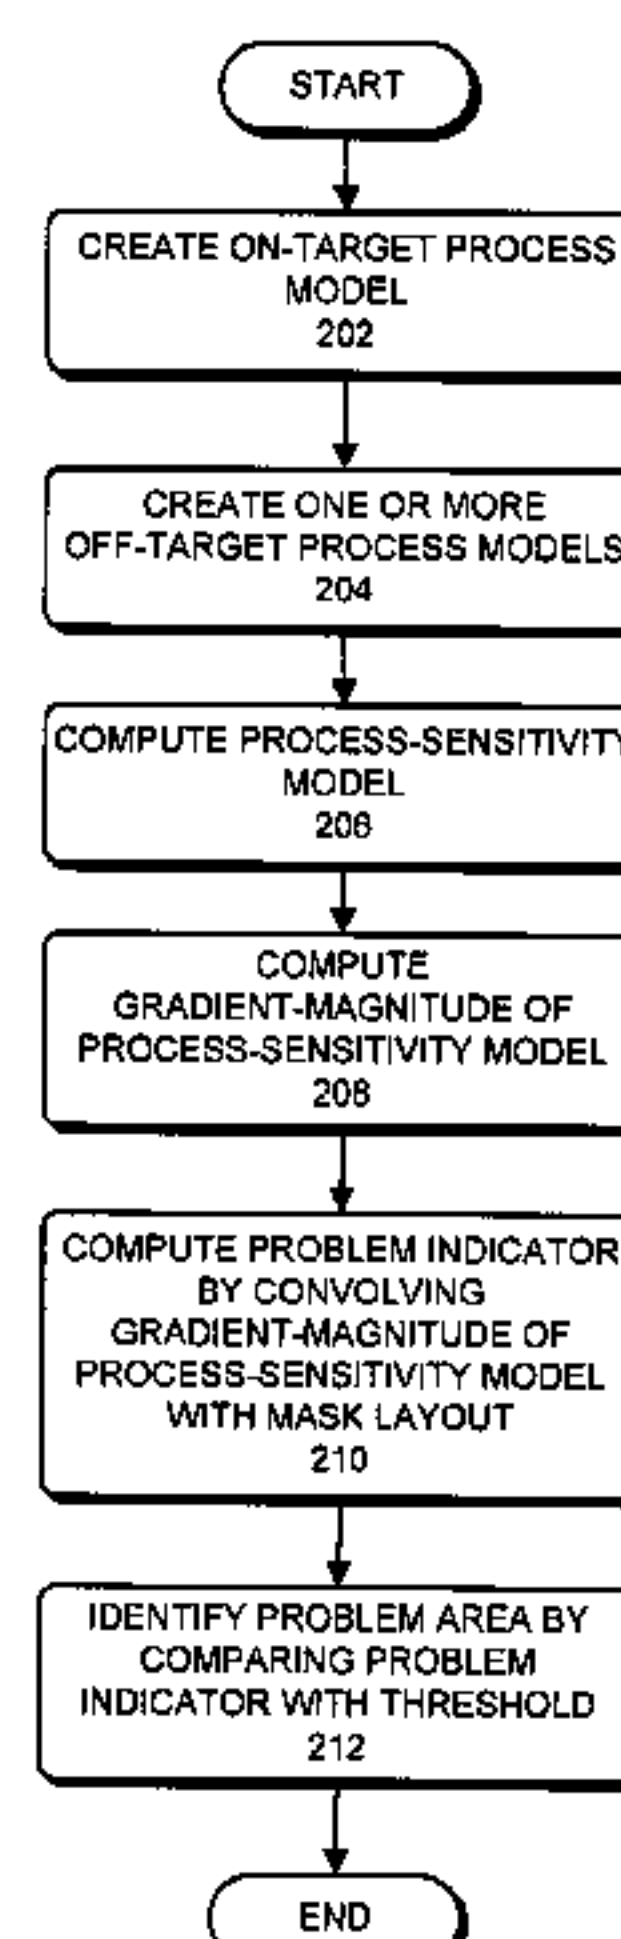 START
CREATE ON-TARGET PROCESS
MODEL
202
CREATE ONE OR MORE
OFF-TARGET PROCESS MODELS
204
COMPUTE PROCESS-SENSITIVITY
MODEL
206
COMPUTE
GRADIENT-MAGNITUDE OF
PROCESS-SENSITIVITY MODEL
208
COMPUTE PROBLEM INDICATOR
BY CONVOLVING
GRADIENT-MAGNITUDE OF
PROCESS-SENSITIVITY MODEL
WITH MASK LAYOUT
210
IDENTIFY PROBLEM AREA BY
COMPARING PROBLEM
INDICATOR WITH THRESHOLD
212
END